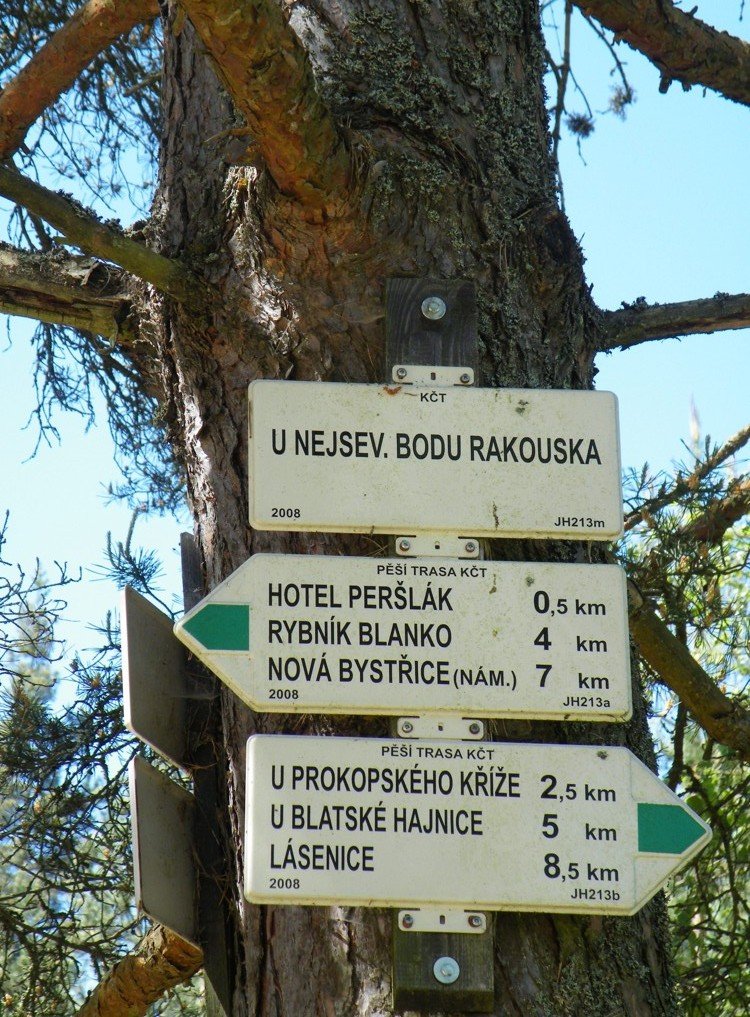 KČT
U NEJSEV. BODU RAKOUSKA
2008 JH213m
PĚŠÍ TRASA KČT
HOTEL PERŠLÁK 0,5 km
RYBNÍK BLANKO 4 km
NOVÁ BYSTŘICE (NÁM.) 7 km
2008 JH213a
PĚŠÍ TRASA KČT
U PROKOPSKÉHO KŘÍŽE 2,5 km
U BLATSKÉ HAJNICE 5 km
LÁSENICE 8,5 km
2008 JH213b